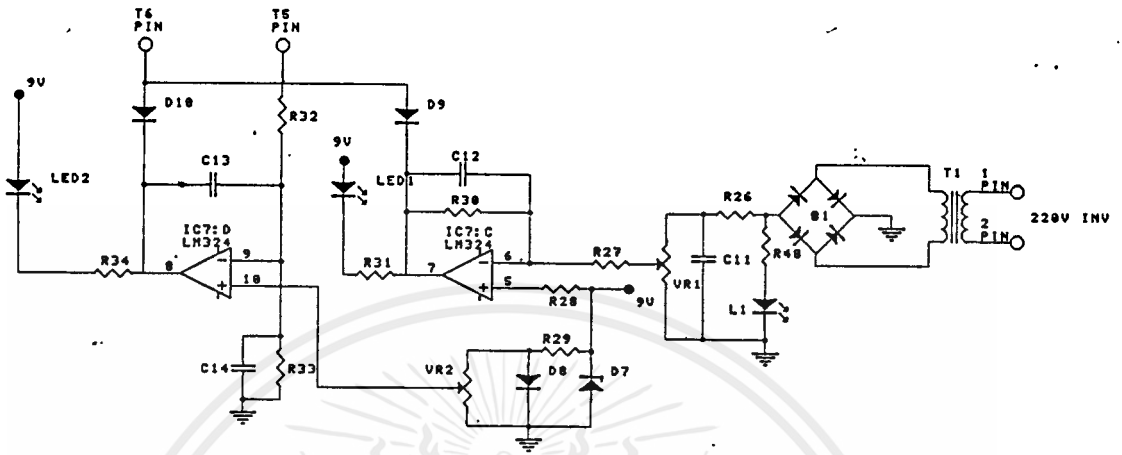 T6
PIN
T5
PIN
9V
D10
R32
D9
9V
C13
C12
LED2
LED1
R30
T1
1
PIN
R26
B1
220V INV
2
PIN
IC7:D
LM324
IC7:C
LM324
R34
8
9
10
R31
7
6
5
R27
R28
VR1
C11
R48
9V
L1
R29
C14
R33
VR2
D8
D7